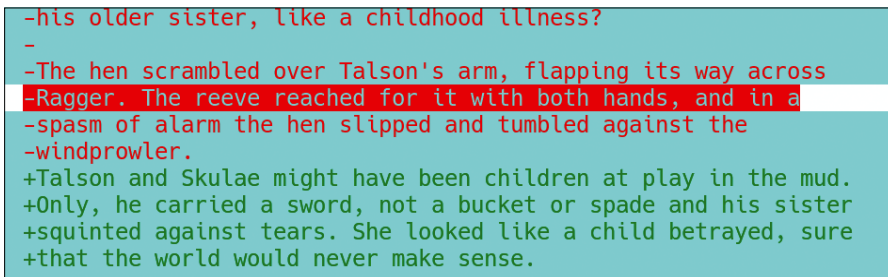 -his older sister, like a childhood illness?
-
-The hen scrambled over Talson's arm, flapping its way across
-Ragger. The reeve reached for it with both hands, and in a
-spasm of alarm the hen slipped and tumbled against the
-windprowler.
+Talson and Skulae might have been children at play in the mud.
+Only, he carried a sword, not a bucket or spade and his sister
+squinted against tears. She looked like a child betrayed, sure
+that the world would never make sense.